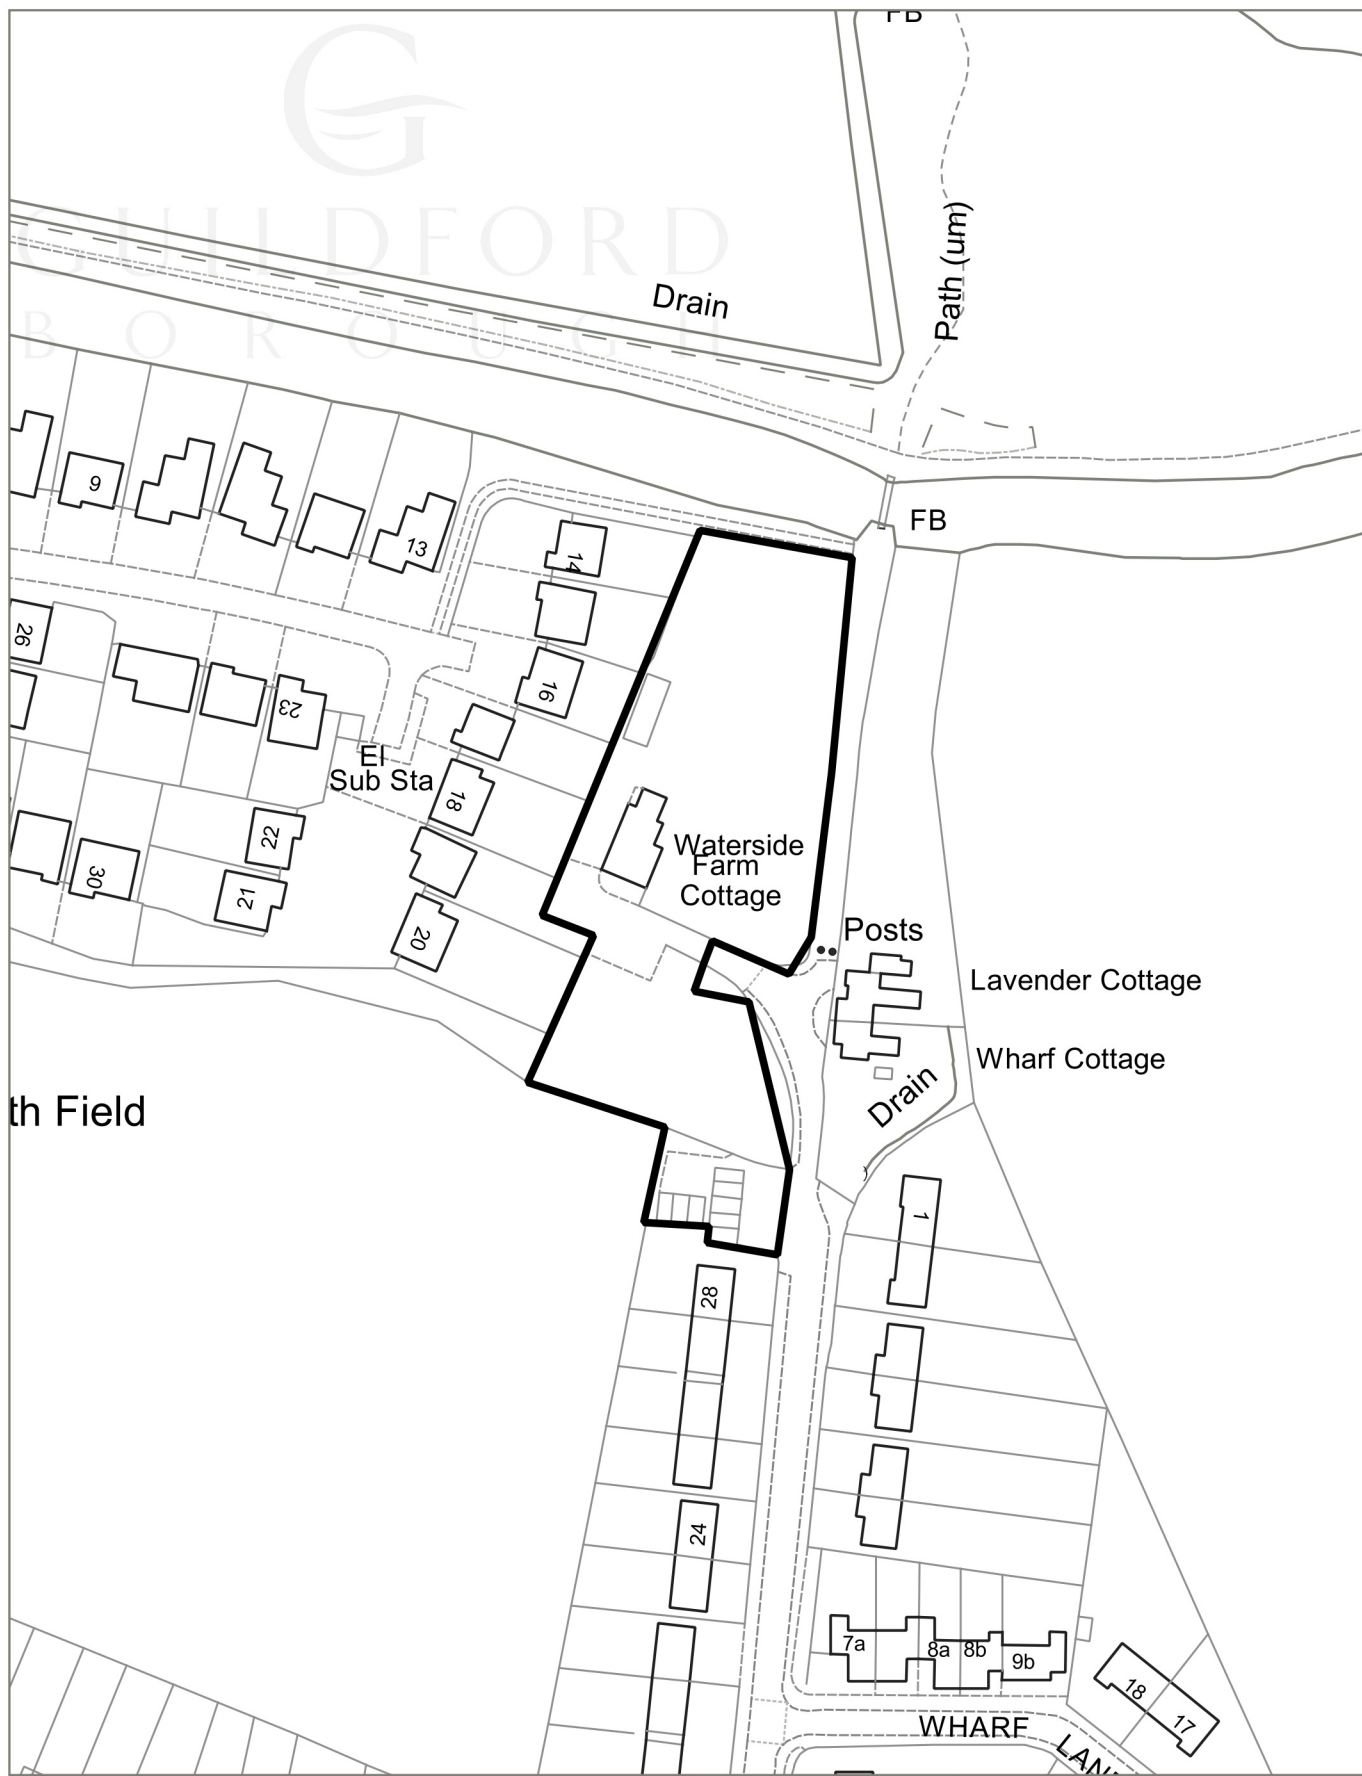 FB
GUILDFORD
BOROUGH
Path (um)
Drain
FB
9
13
14
26
16
23
El
Sub Sta
18
22
Waterside
Farm
Cottage
30
21
20
Posts
Lavender Cottage
Wharf Cottage
Drain
th Field
1
28
24
7a
8a
8b
9b
18
17
WHARF